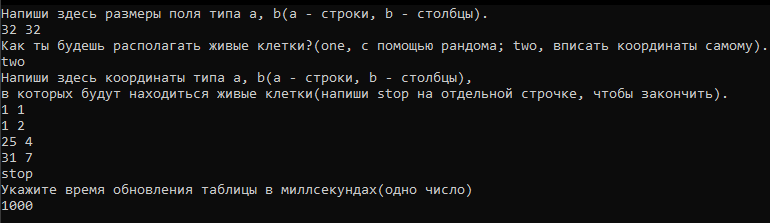 Напиши здесь размеры поля типа a, b(a - строки, b - столбцы).
32 32
Как ты будешь располагать живые клетки?(one, с помощью рандома; two, вписать координаты самому).
two
Напиши здесь координаты типа a, b(a - строки, b - столбцы),
в которых будут находиться живые клетки(напиши stop на отдельной строчке, чтобы закончить).
1 1
1 2
25 4
31 7
stop
Укажите время обновления таблицы в миллсекундах(одно число)
1000